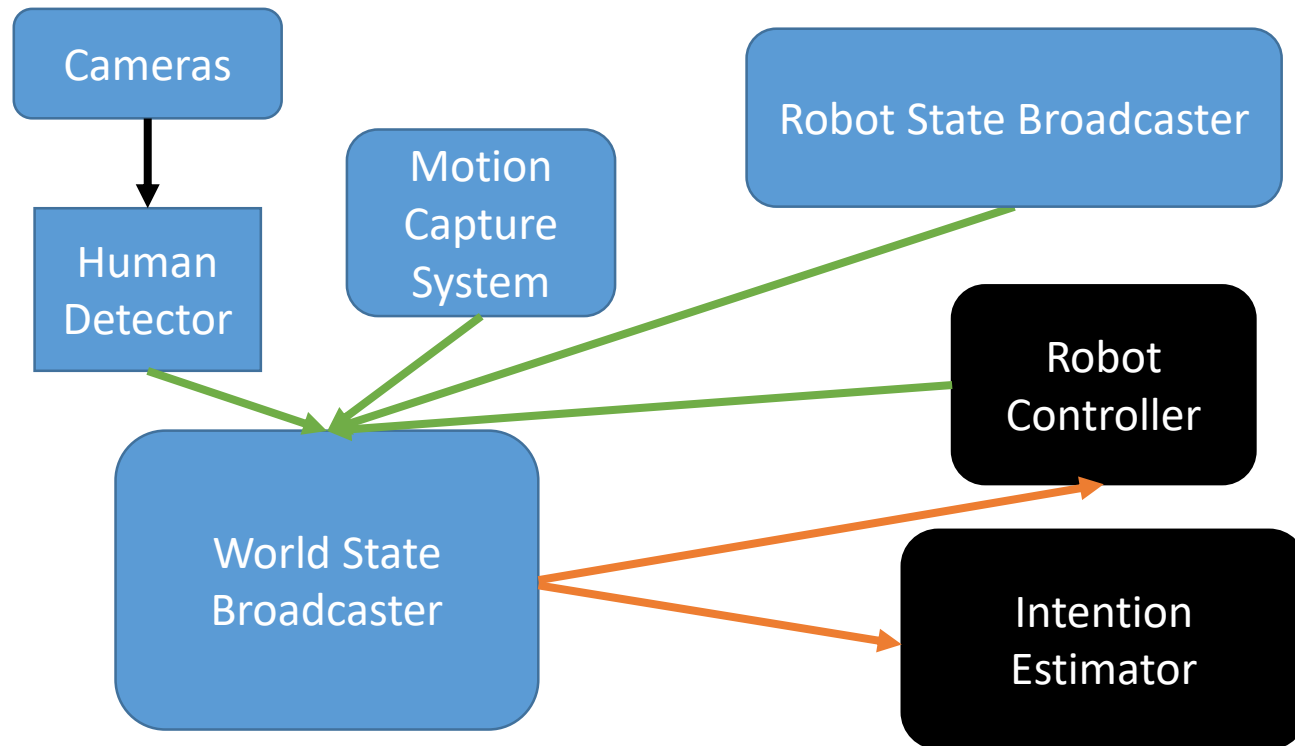 Cameras
Robot State Broadcaster
Motion
Capture
System
Human
Detector
Robot
Controller
World State
Broadcaster
Intention
Estimator